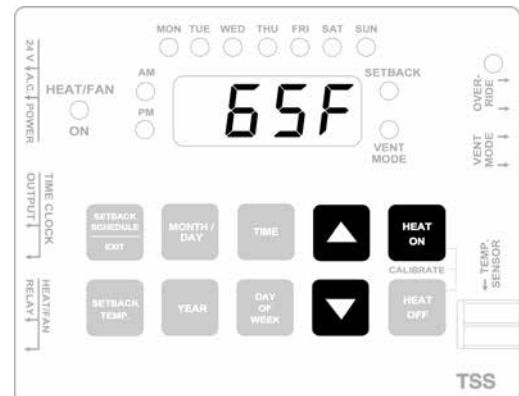 MON TUE WED THU FRI SAT SUN
24 V. A.C. POWER
HEAT/FAN
ON
AM
PM
65F
SETBACK
VENT
MODE
OVER-
RIDE
VENT
MODE
TIME CLOCK
OUTPUT
SETBACK
SCHEDULE
EXIT
MONTH /
DAY
TIME
HEAT
ON
CALIBRATE
TEMP.
SENSOR
HEAT/FAN
RELAY
SETBACK
TEMP.
YEAR
DAY
OF
WEEK
HEAT
OFF
TSS